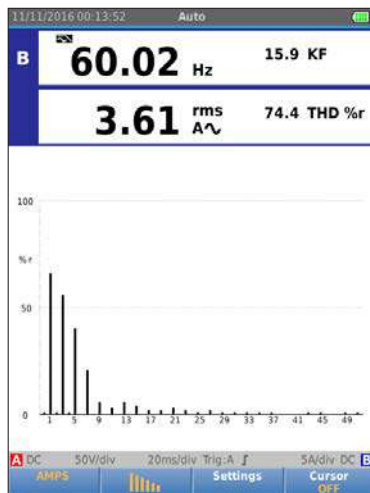 11/11/2016 00:13:52 Auto
B 60.02 Hz 15.9 KF
3.61 rms A∿ 74.4 THD %r
100
%r
50
0
1 5 9 13 17 21 25 29 33 37 41 45 49
A DC 50V/div 20ms/div Trig:A ʃ 5A/div DC B
AMPS Settings Cursor
OFF